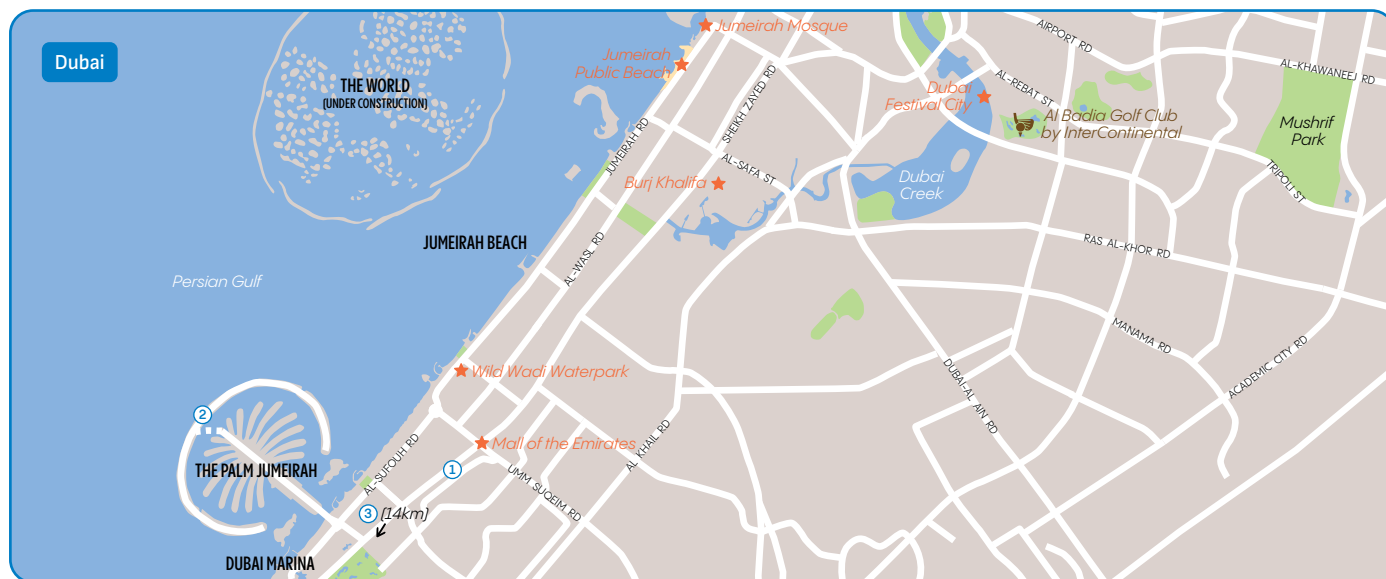 Dubai
THE WORLD
(UNDER CONSTRUCTION)
Jumeirah Mosque
Jumeirah
Public Beach
AIRPORT RD
AL-KHAWANEEJ RD
AL-REBAT ST
Dubai
Festival City
Al Badia Golf Club
by InterContinental
Mushrif
Park
SHEIKH ZAYED RD
JUMEIRAH RD
AL-SAFA ST
Burj Khalifa
Dubai
Creek
TRIPOLI ST
JUMEIRAH BEACH
AL-WASL RD
RAS AL-KHOR RD
Persian Gulf
MANAMA RD
Wild Wadi Waterpark
DUBAI-AL AIN RD
ACADEMIC CITY RD
2
THE PALM JUMEIRAH
AL-SUFOUH RD
Mall of the Emirates
AL KHAIL RD
1
UMM SUQEIM RD
3 (14km)
DUBAI MARINA